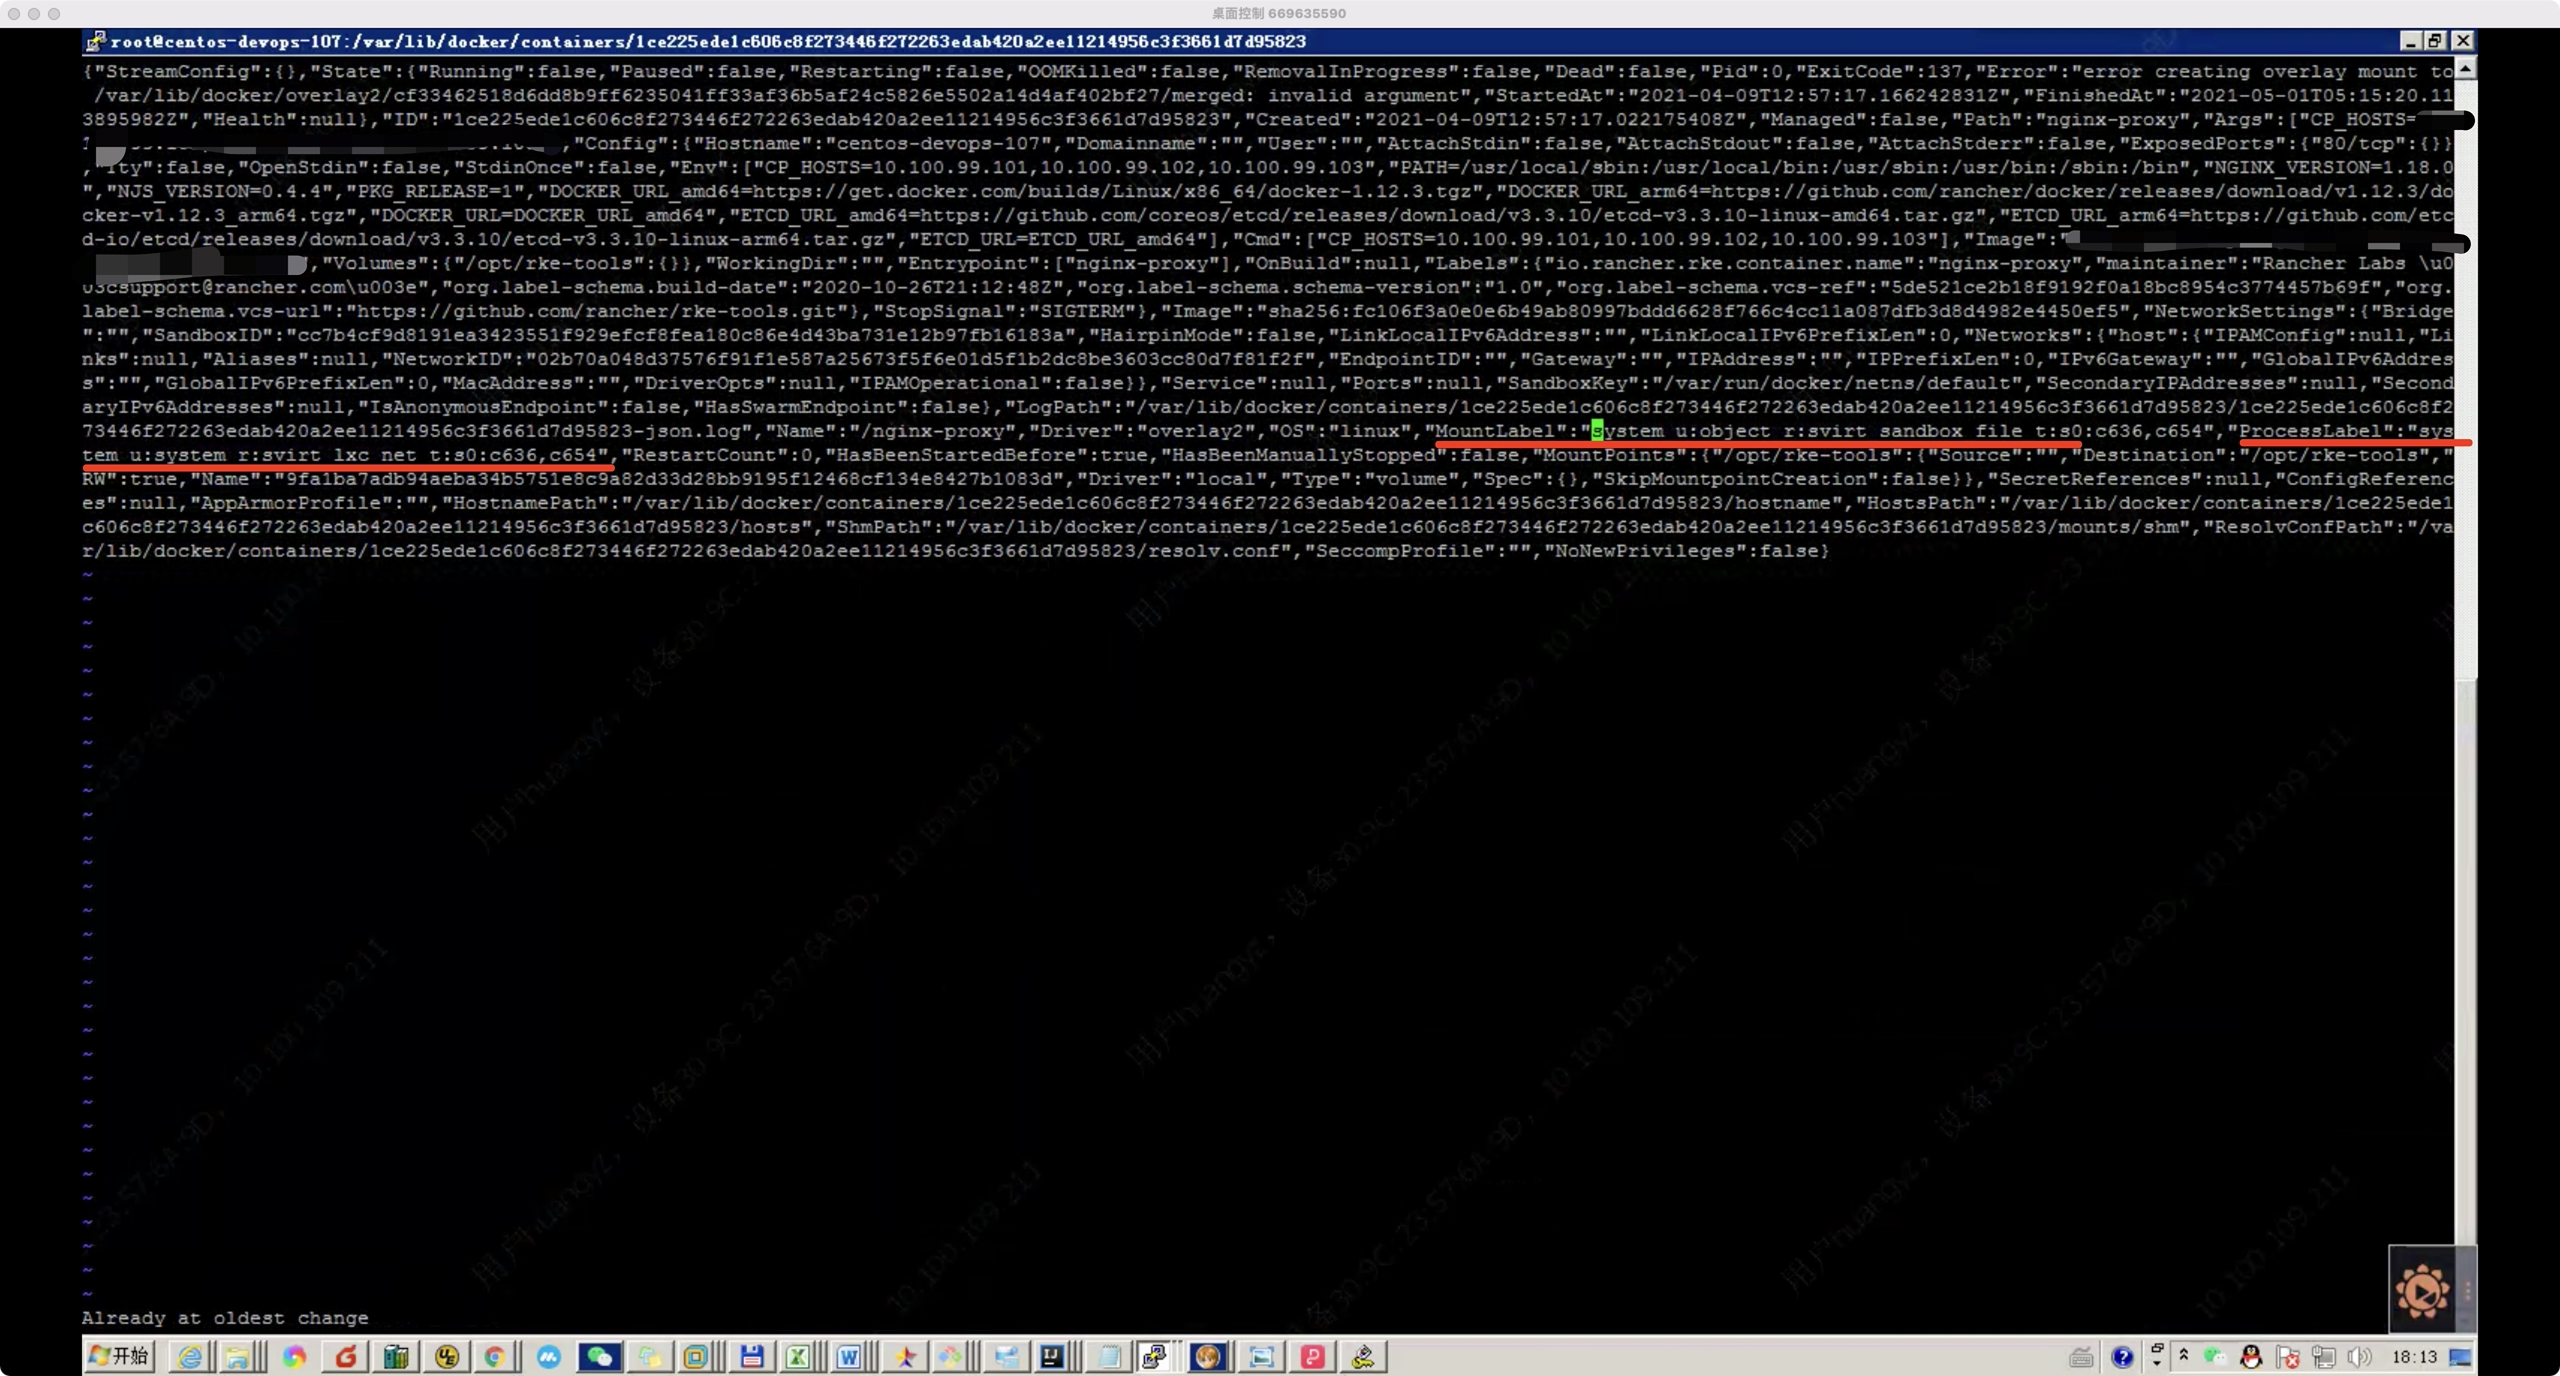 桌面控制 669635590
root@centos-devops-107:/var/lib/docker/containers/1ce225ede1c606c8f273446f272263edab420a2ee11214956c3f3661d7d95823
{"StreamConfig":{},"State":{"Running":false,"Paused":false,"Restarting":false,"OOMKilled":false,"RemovalInProgress":false,"Dead":false,"Pid":0,"ExitCode":137,"Error":"error creating overlay mount to
/var/lib/docker/overlay2/cf33462518d6dd8b9ff6235041ff33af36b5af24c5826e5502a14d4af402bf27/merged: invalid argument","StartedAt":"2021-04-09T12:57:17.166242831Z","FinishedAt":"2021-05-01T05:15:20.11
3895982Z","Health":null},"ID":"1ce225ede1c606c8f273446f272263edab420a2ee11214956c3f3661d7d95823","Created":"2021-04-09T12:57:17.022175408Z","Managed":false,"Path":"nginx-proxy","Args":["CP_HOSTS=
,"Config":{"Hostname":"centos-devops-107","Domainname":"","User":"","AttachStdin":false,"AttachStdout":false,"AttachStderr":false,"ExposedPorts":{"80/tcp":{}}
,"Tty":false,"OpenStdin":false,"StdinOnce":false,"Env":["CP_HOSTS=10.100.99.101,10.100.99.102,10.100.99.103","PATH=/usr/local/sbin:/usr/local/bin:/usr/sbin:/usr/bin:/sbin:/bin","NGINX_VERSION=1.18.0
","NJS_VERSION=0.4.4","PKG_RELEASE=1","DOCKER_URL_amd64=https://get.docker.com/builds/Linux/x86_64/docker-1.12.3.tgz","DOCKER_URL_arm64=https://github.com/rancher/docker/releases/download/v1.12.3/do
cker-v1.12.3_arm64.tgz","DOCKER_URL=DOCKER_URL_amd64","ETCD_URL_amd64=https://github.com/coreos/etcd/releases/download/v3.3.10/etcd-v3.3.10-linux-amd64.tar.gz","ETCD_URL_arm64=https://github.com/etc
d-io/etcd/releases/download/v3.3.10/etcd-v3.3.10-linux-arm64.tar.gz","ETCD_URL=ETCD_URL_amd64"],"Cmd":["CP_HOSTS=10.100.99.101,10.100.99.102,10.100.99.103"],"Image":"
","Volumes":{"/opt/rke-tools":{}},"WorkingDir":"","Entrypoint":["nginx-proxy"],"OnBuild":null,"Labels":{"io.rancher.rke.container.name":"nginx-proxy","maintainer":"Rancher Labs \u0
03csupport@rancher.com\u003e","org.label-schema.build-date":"2020-10-26T21:12:48Z","org.label-schema.schema-version":"1.0","org.label-schema.vcs-ref":"5de521ce2b18f9192f0a18bc8954c3774457b69f","org.
label-schema.vcs-url":"https://github.com/rancher/rke-tools.git"},"StopSignal":"SIGTERM"},"Image":"sha256:fc106f3a0e0e6b49ab80997bddd6628f766c4cc11a087dfb3d8d4982e4450ef5","NetworkSettings":{"Bridge
":"","SandboxID":"cc7b4cf9d8191ea3423551f929efcf8fea180c86e4d43ba731e12b97fb16183a","HairpinMode":false,"LinkLocalIPv6Address":"","LinkLocalIPv6PrefixLen":0,"Networks":{"host":{"IPAMConfig":null,"Li
nks":null,"Aliases":null,"NetworkID":"02b70a048d37576f91f1e587a25673f5f6e01d5f1b2dc8be3603cc80d7f81f2f","EndpointID":"","Gateway":"","IPAddress":"","IPPrefixLen":0,"IPv6Gateway":"","GlobalIPv6Addres
s":"","GlobalIPv6PrefixLen":0,"MacAddress":"","DriverOpts":null,"IPAMOperational":false}},"Service":null,"Ports":null,"SandboxKey":"/var/run/docker/netns/default","SecondaryIPAddresses":null,"Second
aryIPv6Addresses":null,"IsAnonymousEndpoint":false,"HasSwarmEndpoint":false},"LogPath":"/var/lib/docker/containers/1ce225ede1c606c8f273446f272263edab420a2ee11214956c3f3661d7d95823/1ce225ede1c606c8f2
73446f272263edab420a2ee11214956c3f3661d7d95823-json.log","Name":"/nginx-proxy","Driver":"overlay2","OS":"linux","MountLabel":"system_u:object_r:svirt_sandbox_file_t:s0:c636,c654","ProcessLabel":"sys
tem_u:system_r:svirt_lxc_net_t:s0:c636,c654","RestartCount":0,"HasBeenStartedBefore":true,"HasBeenManuallyStopped":false,"MountPoints":{"/opt/rke-tools":{"Source":"","Destination":"/opt/rke-tools","
RW":true,"Name":"9fa1ba7adb94aeba34b5751e8c9a82d33d28bb9195f12468cf134e8427b1083d","Driver":"local","Type":"volume","Spec":{},"SkipMountpointCreation":false}},"SecretReferences":null,"ConfigReferenc
es":null,"AppArmorProfile":"","HostnamePath":"/var/lib/docker/containers/1ce225ede1c606c8f273446f272263edab420a2ee11214956c3f3661d7d95823/hostname","HostsPath":"/var/lib/docker/containers/1ce225ede1
c606c8f273446f272263edab420a2ee11214956c3f3661d7d95823/hosts","ShmPath":"/var/lib/docker/containers/1ce225ede1c606c8f273446f272263edab420a2ee11214956c3f3661d7d95823/mounts/shm","ResolvConfPath":"/va
r/lib/docker/containers/1ce225ede1c606c8f273446f272263edab420a2ee11214956c3f3661d7d95823/resolv.conf","SeccompProfile":"","NoNewPrivileges":false}
Already at oldest change
开始
18:13